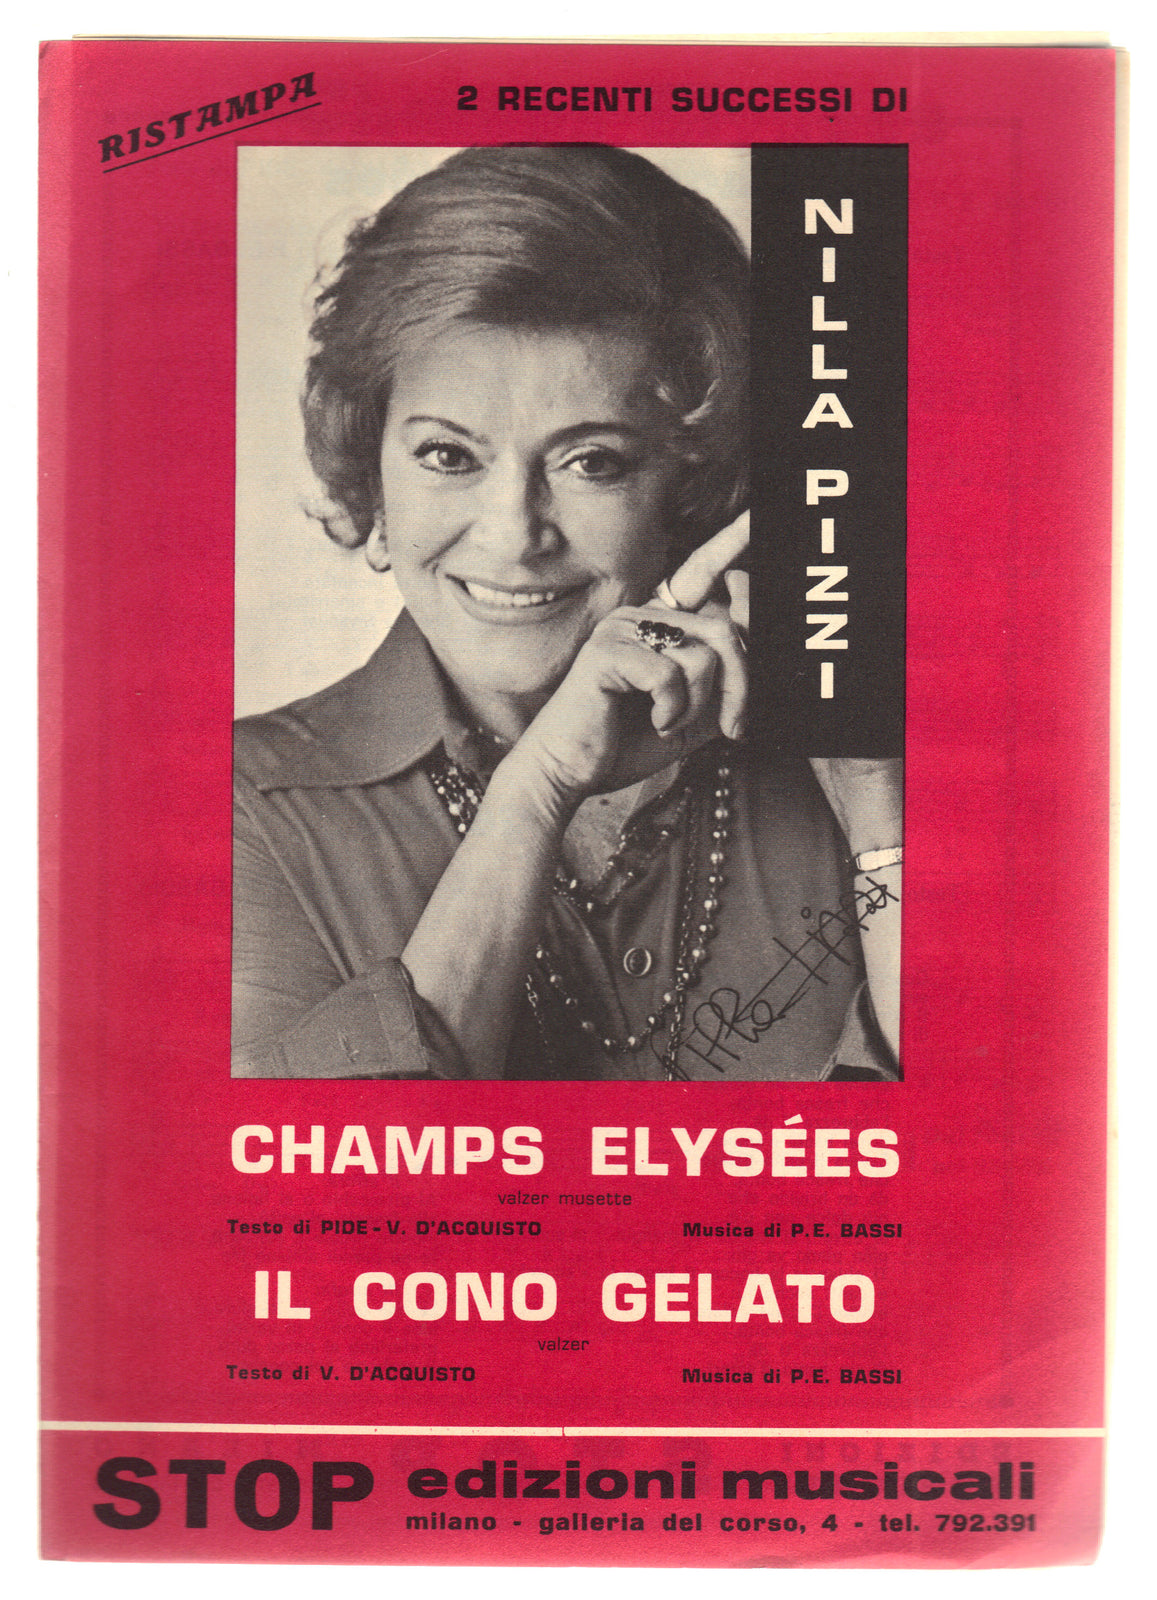 RISTAMPA
2 RECENTI SUCCESSI DI
NILLA PIZZI
CHAMPS ELYSÉES
valzer musette
Testo di PIDE - V. D'ACQUISTO Musica di P. E. BASSI
IL CONO GELATO
valzer
Testo di V. D'ACQUISTO Musica di P. E. BASSI
STOP edizioni musicali
milano - galleria del corso, 4 - tel. 792.391